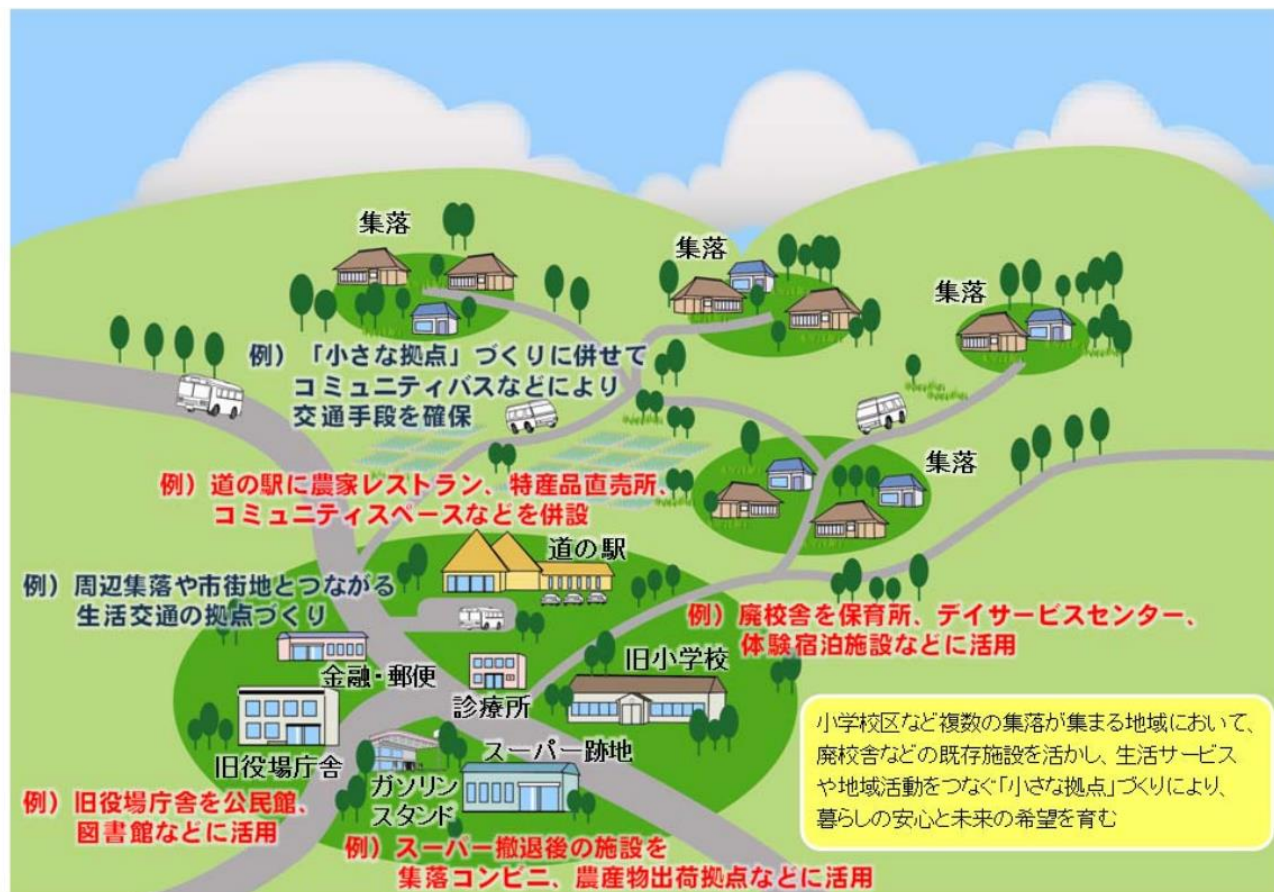 集落
集落
集落
例）「小さな拠点」づくりに併せて
コミュニティバスなどにより
交通手段を確保
集落
例）道の駅に農家レストラン、特産品直売所、
コミュニティスペースなどを併設
道の駅
例）周辺集落や市街地とつながる
生活交通の拠点づくり
例）廃校舎を保育所、デイサービスセンター、
体験宿泊施設などに活用
金融・郵便
診療所
旧小学校
旧役場庁舎
ガソリン
スタンド
スーパー跡地
例）旧役場庁舎を公民館、
図書館などに活用
例）スーパー撤退後の施設を
集落コンビニ、農産物出荷拠点などに活用
小学校区など複数の集落が集まる地域において、
廃校舎などの既存施設を活かし、生活サービス
や地域活動をつなぐ「小さな拠点」づくりにより、
暮らしの安心と未来の希望を育む